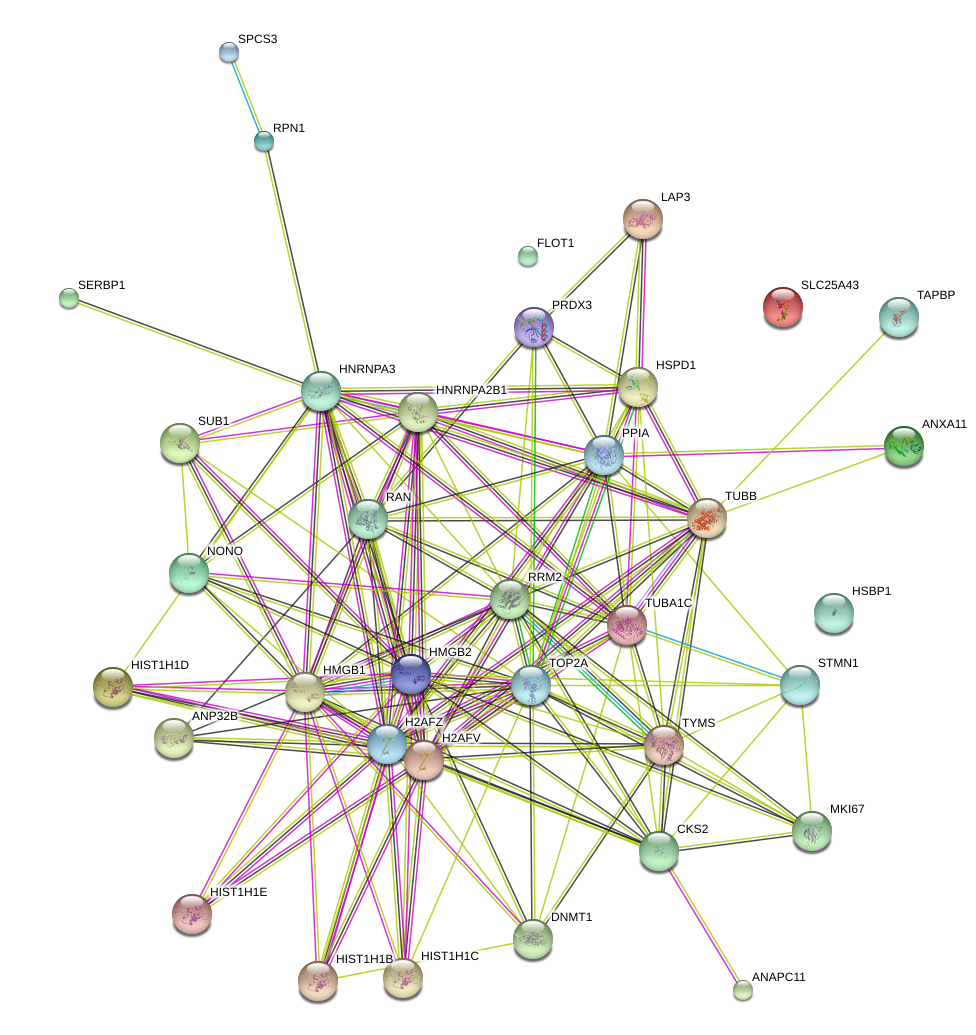 SPCS3
RPN1
LAP3
FLOT1
SERBP1
SLC25A43
TAPBP
PRDX3
HNRNPA3
HSPD1
HNRNPA2B1
SUB1
PPIA
ANXA11
RAN
TUBB
NONO
RRM2
TUBA1C
HSBP1
HIST1H1D
HMGB1
HMGB2
TOP2A
STMN1
ANP32B
H2AFZ
H2AFV
TYMS
MKI67
CKS2
HIST1H1E
DNMT1
HIST1H1B
HIST1H1C
ANAPC11